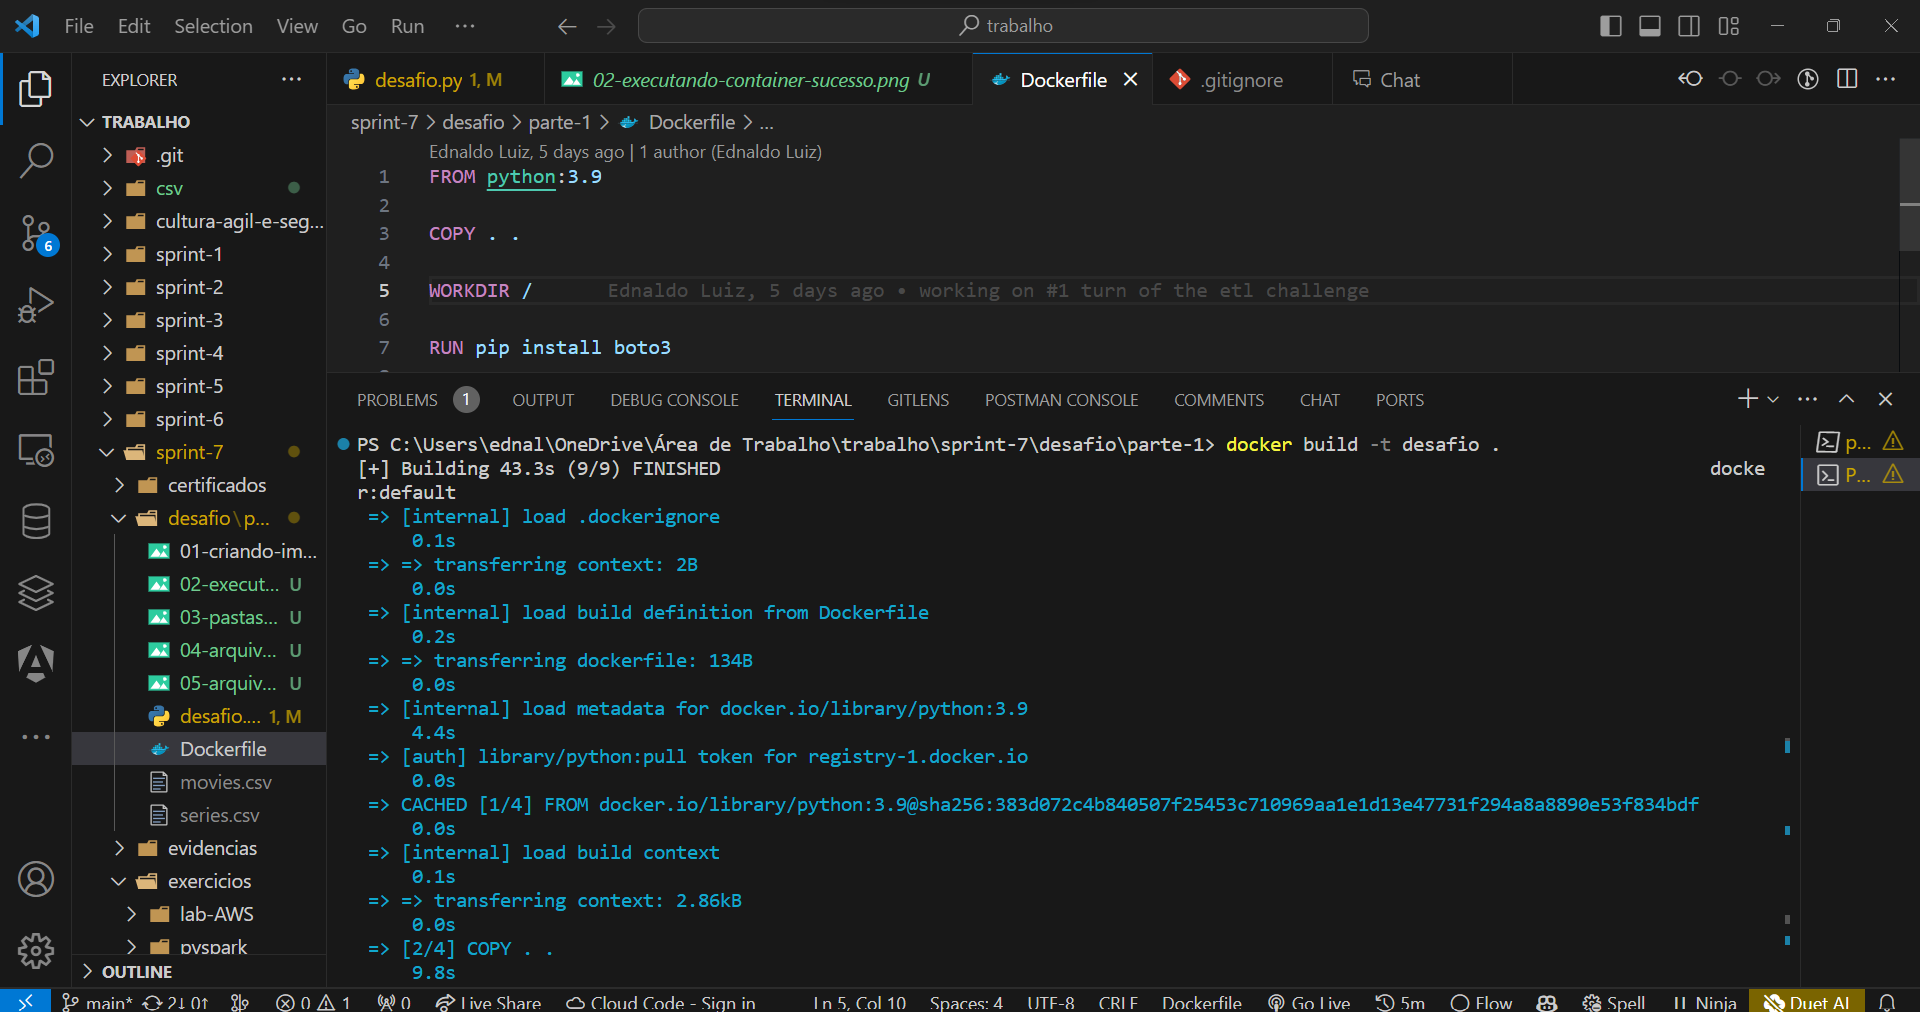 File Edit Selection View Go Run ···
trabalho
EXPLORER ···
desafio.py 1, M
02-executando-container-sucesso.png U
Dockerfile
.gitignore
Chat
TRABALHO
.git
csv
cultura-agil-e-seg...
sprint-1
sprint-2
sprint-3
sprint-4
sprint-5
sprint-6
sprint-7
certificados
desafio\p...
01-criando-im...
02-execut... U
03-pastas... U
04-arquiv... U
05-arquiv... U
desafio.... 1, M
Dockerfile
movies.csv
series.csv
evidencias
exercicios
lab-AWS
pyspark
OUTLINE
6
sprint-7 > desafio > parte-1 > Dockerfile > ...
Ednaldo Luiz, 5 days ago | 1 author (Ednaldo Luiz)
1 FROM python:3.9
2
3 COPY . .
4
5 WORKDIR / Ednaldo Luiz, 5 days ago • working on #1 turn of the etl challenge
6
7 RUN pip install boto3
PROBLEMS 1 OUTPUT DEBUG CONSOLE TERMINAL GITLENS POSTMAN CONSOLE COMMENTS CHAT PORTS
PS C:\Users\ednal\OneDrive\Área de Trabalho\trabalho\sprint-7\desafio\parte-1> docker build -t desafio .
[+] Building 43.3s (9/9) FINISHED docke
r:default
=> [internal] load .dockerignore
0.1s
=> => transferring context: 2B
0.0s
=> [internal] load build definition from Dockerfile
0.2s
=> => transferring dockerfile: 134B
0.0s
=> [internal] load metadata for docker.io/library/python:3.9
4.4s
=> [auth] library/python:pull token for registry-1.docker.io
0.0s
=> CACHED [1/4] FROM docker.io/library/python:3.9@sha256:383d072c4b840507f25453c710969aa1e1d13e47731f294a8a8890e53f834bdf
0.0s
=> [internal] load build context
0.1s
=> => transferring context: 2.86kB
0.0s
=> [2/4] COPY . .
9.8s
p...
P...
main* 2↓ 0↑ 0 1 0 Live Share Cloud Code - Sign in Ln 5, Col 10 Spaces: 4 UTF-8 CRLF Dockerfile Go Live 5m Flow Spell Ninja Duet AI